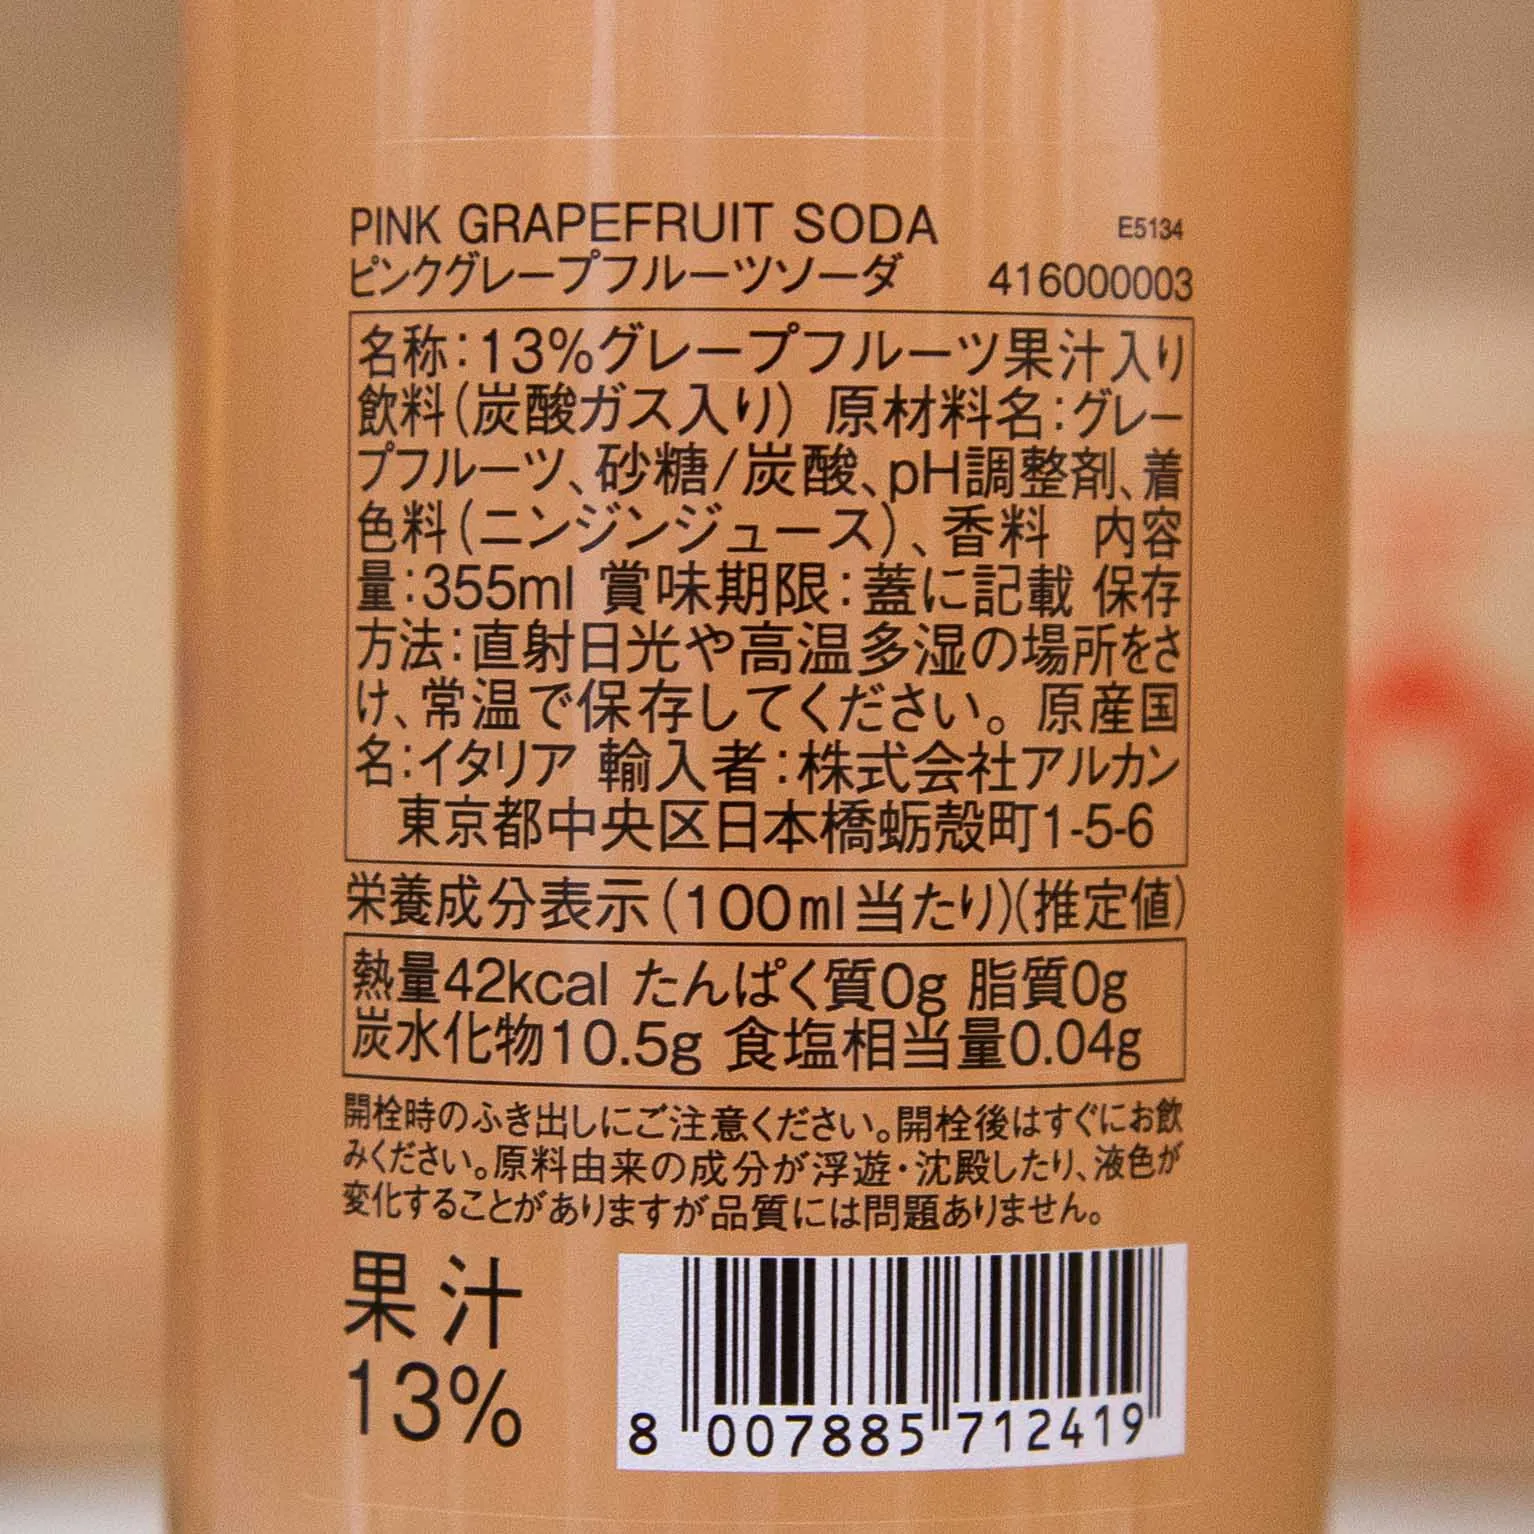 PINK GRAPEFRUIT SODA E5134
ピンクグレープフルーツソーダ 416000003
名称：13%グレープフルーツ果汁入り
飲料（炭酸ガス入り） 原材料名：グレー
プフルーツ、砂糖/炭酸、pH調整剤、着
色料（ニンジンジュース）、香料 内容
量：355ml 賞味期限：蓋に記載 保存
方法：直射日光や高温多湿の場所をさ
け、常温で保存してください。 原産国
名：イタリア 輸入者：株式会社アルカン
東京都中央区日本橋蛎殻町1-5-6
栄養成分表示（100ml当たり）（推定値）
熱量42kcal たんぱく質0g 脂質0g
炭水化物10.5g 食塩相当量0.04g
開栓時のふき出しにご注意ください。開栓後はすぐにお飲
みください。原料由来の成分が浮遊・沈殿したり、液色が
変化することがありますが品質には問題ありません。
果汁
13%
8 007885 712419